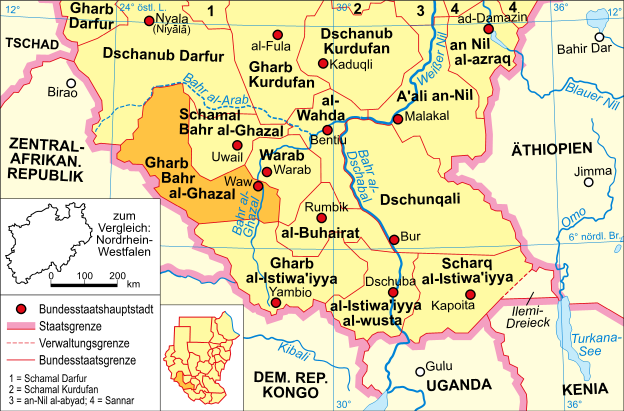 12°
24° östl. L.
1
30°
2
3
4
4
36°
12°
Gharb
Darfur
Nyala
(Niyālā)
ad-Damazin
TSCHAD
Dschanub Darfur
al-Fula
Dschanub
Kurdufan
Kaduqli
Gharb
Kurdufan
Weißer Nil
an Nil
al-azraq
Bahir Dar
Birao
Bahr al-Arab
al-
Wahda
A'ali an-Nil
Blauer Nil
Schamal
Bahr al-Ghazal
Bentiu
Malakal
ZENTRAL-
AFRIKAN.
REPUBLIK
Uwail
Gharb
Bahr
al-Ghazal
Warab
Warab
Waw
Bahr al-
Dschabal
ÄTHIOPIEN
Jimma
Dschunqali
Bahr al-
Ghazal
Rumbik
al-Buhairat
Omo
Bur
6° nördl. Br.
zum
Vergleich:
Nordrhein-
Westfalen
0 100 200
km
Gharb
al-Istiwa'iyya
Yambio
Dschuba
al-Istiwa'iyya
al-wusta
Scharq
al-Istiwa'iyya
Kapoita
Ilemi-
Dreieck
Turkana-
See
Bundesstaatshauptstadt
Staatsgrenze
Verwaltungsgrenze
Bundesstaatsgrenze
1 = Schamal Darfur
2 = Schamal Kurdufan
3 = an-Nil al-abyad; 4 = Sannar
Kibali
DEM. REP.
KONGO
30°
Gulu
UGANDA
KENIA
36°